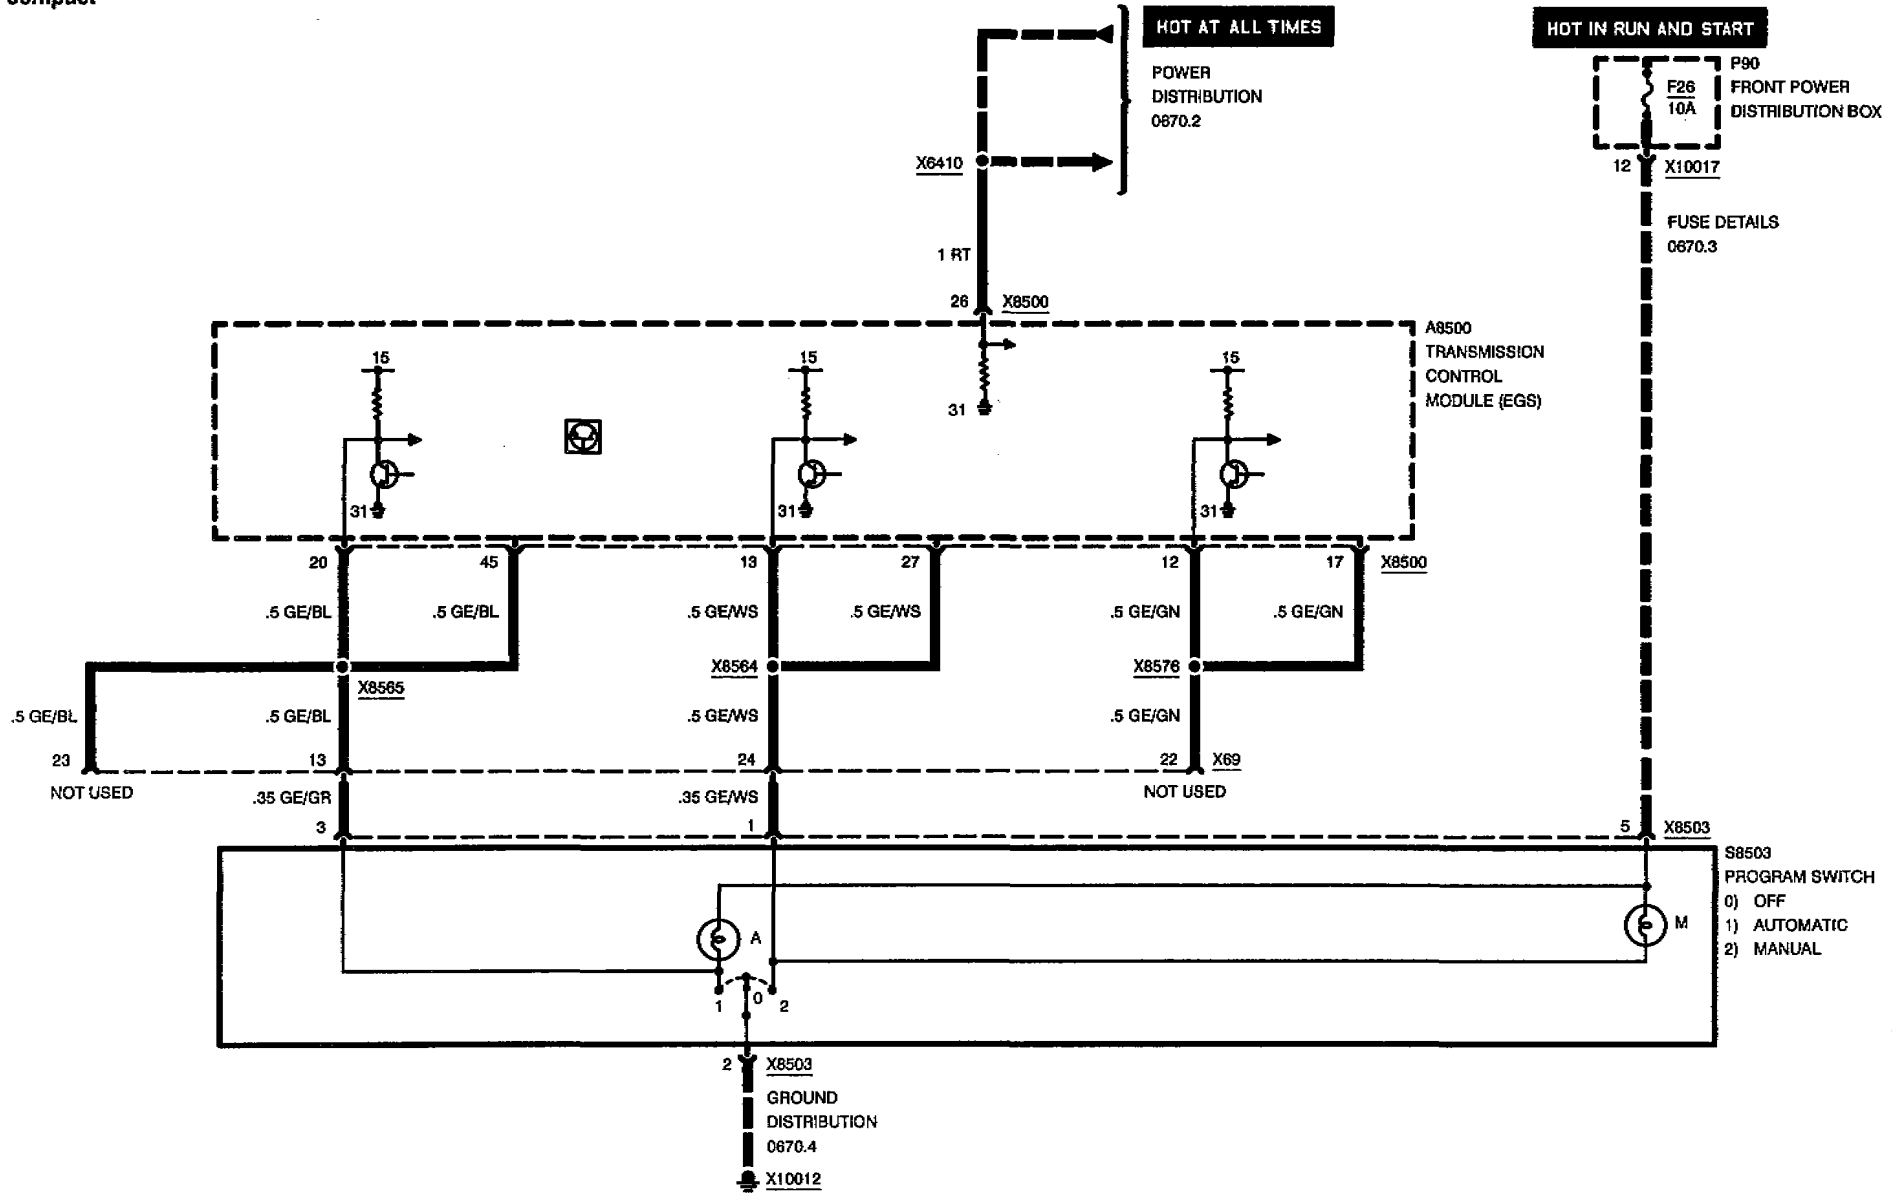 HOT AT ALL TIMES
HOT IN RUN AND START
POWER
DISTRIBUTION
0670.2
P90
FRONT POWER
DISTRIBUTION BOX
F26
10A
X6410
12 X10017
FUSE DETAILS
0670.3
1 RT
26 X8500
A8500
TRANSMISSION
CONTROL
MODULE (EGS)
15
15
15
31
31
31
31
20 45 13 27 12 17 X8500
.5 GE/BL .5 GE/BL .5 GE/WS .5 GE/WS .5 GE/GN .5 GE/GN
X8565
X8564
X8576
.5 GE/BL .5 GE/BL .5 GE/WS .5 GE/GN
23 13 24 22 X69
NOT USED
NOT USED
.35 GE/GR .35 GE/WS
3 1 5 X8503
S8503
PROGRAM SWITCH
0) OFF
1) AUTOMATIC
2) MANUAL
A
M
1 0 2
2 X8503
GROUND
DISTRIBUTION
0670.4
X10012